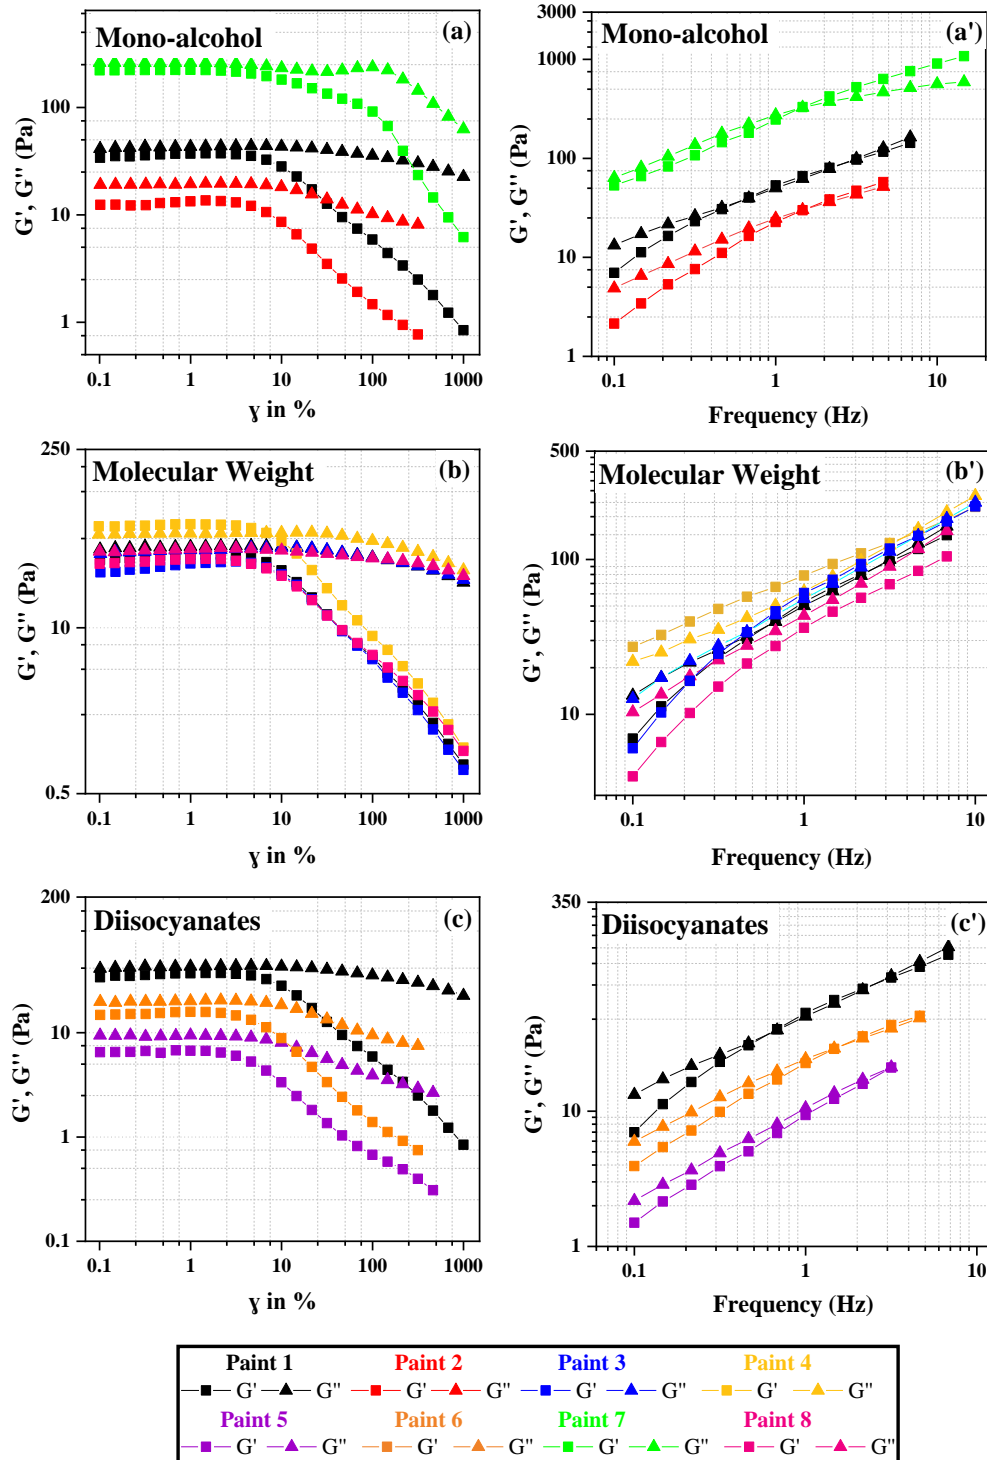 Mono-alcohol (a)
G', G'' (Pa)
100
10
1
0.1 1 10 100 1000
ɣ in %
Mono-alcohol (a')
G', G'' (Pa)
3000
1000
100
10
1
0.1 1 10
Frequency (Hz)
Molecular Weight (b)
G', G'' (Pa)
250
10
0.5
0.1 1 10 100 1000
ɣ in %
Molecular Weight (b')
G', G'' (Pa)
500
100
10
0.1 1 10
Frequency (Hz)
Diisocyanates (c)
G', G'' (Pa)
200
10
1
0.1
0.1 1 10 100 1000
ɣ in %
Diisocyanates (c')
G', G'' (Pa)
350
10
1
0.1 1 10
Frequency (Hz)
Paint 1 Paint 2 Paint 3 Paint 4
G' G'' G' G'' G' G'' G' G''
Paint 5 Paint 6 Paint 7 Paint 8
G' G'' G' G'' G' G'' G' G''